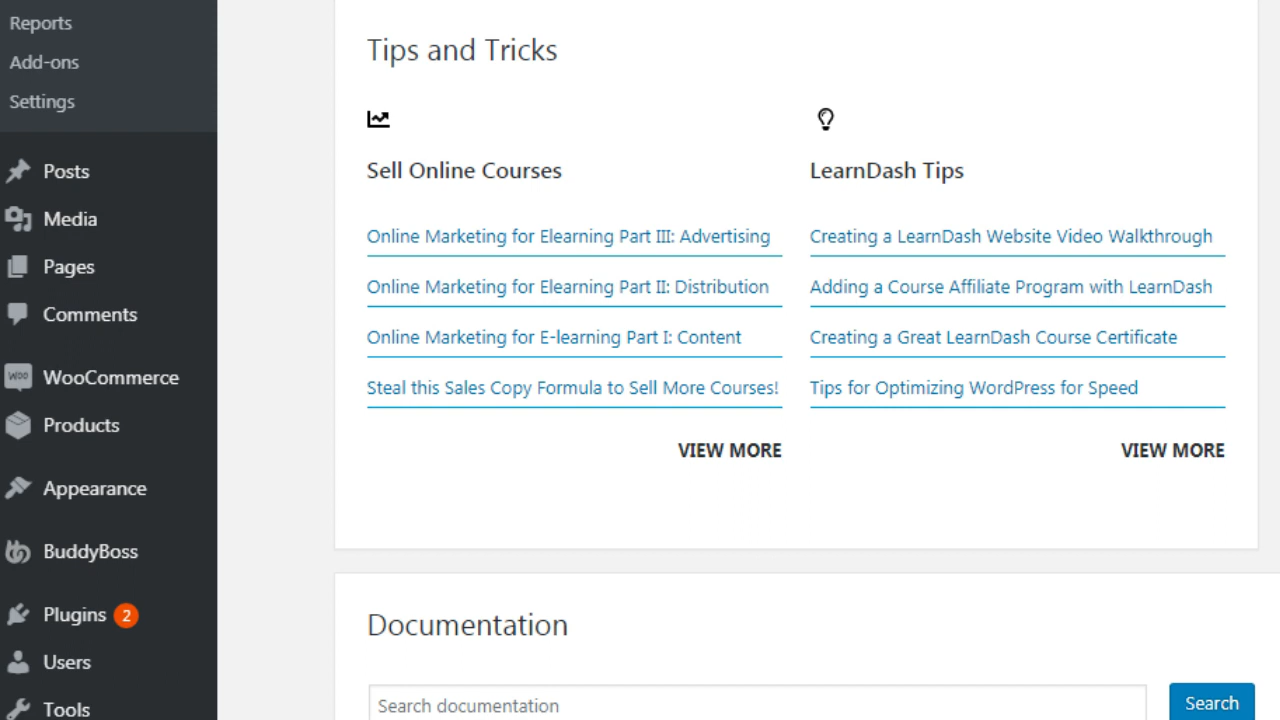 Reports
Add-ons
Settings
Posts
Media
Pages
Comments
WOO WooCommerce
Products
Appearance
BuddyBoss
Plugins 2
Users
Tools
Tips and Tricks
Sell Online Courses
Online Marketing for Elearning Part III: Advertising
Online Marketing for Elearning Part II: Distribution
Online Marketing for E-learning Part I: Content
Steal this Sales Copy Formula to Sell More Courses!
VIEW MORE
LearnDash Tips
Creating a LearnDash Website Video Walkthrough
Adding a Course Affiliate Program with LearnDash
Creating a Great LearnDash Course Certificate
Tips for Optimizing WordPress for Speed
VIEW MORE
Documentation
Search documentation
Search